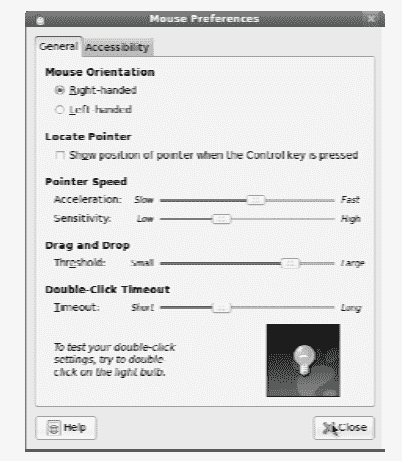 Mouse Preferences
General Accessibility
Mouse Orientation
Right-handed
Left-handed
Locate Pointer
Show position of pointer when the Control key is pressed
Pointer Speed
Acceleration: Slow Fast
Sensitivity: Low High
Drag and Drop
Threshold: Small Large
Double-Click Timeout
Timeout: Short Long
To test your double-click
settings, try to double
click on the light bulb.
Help Close